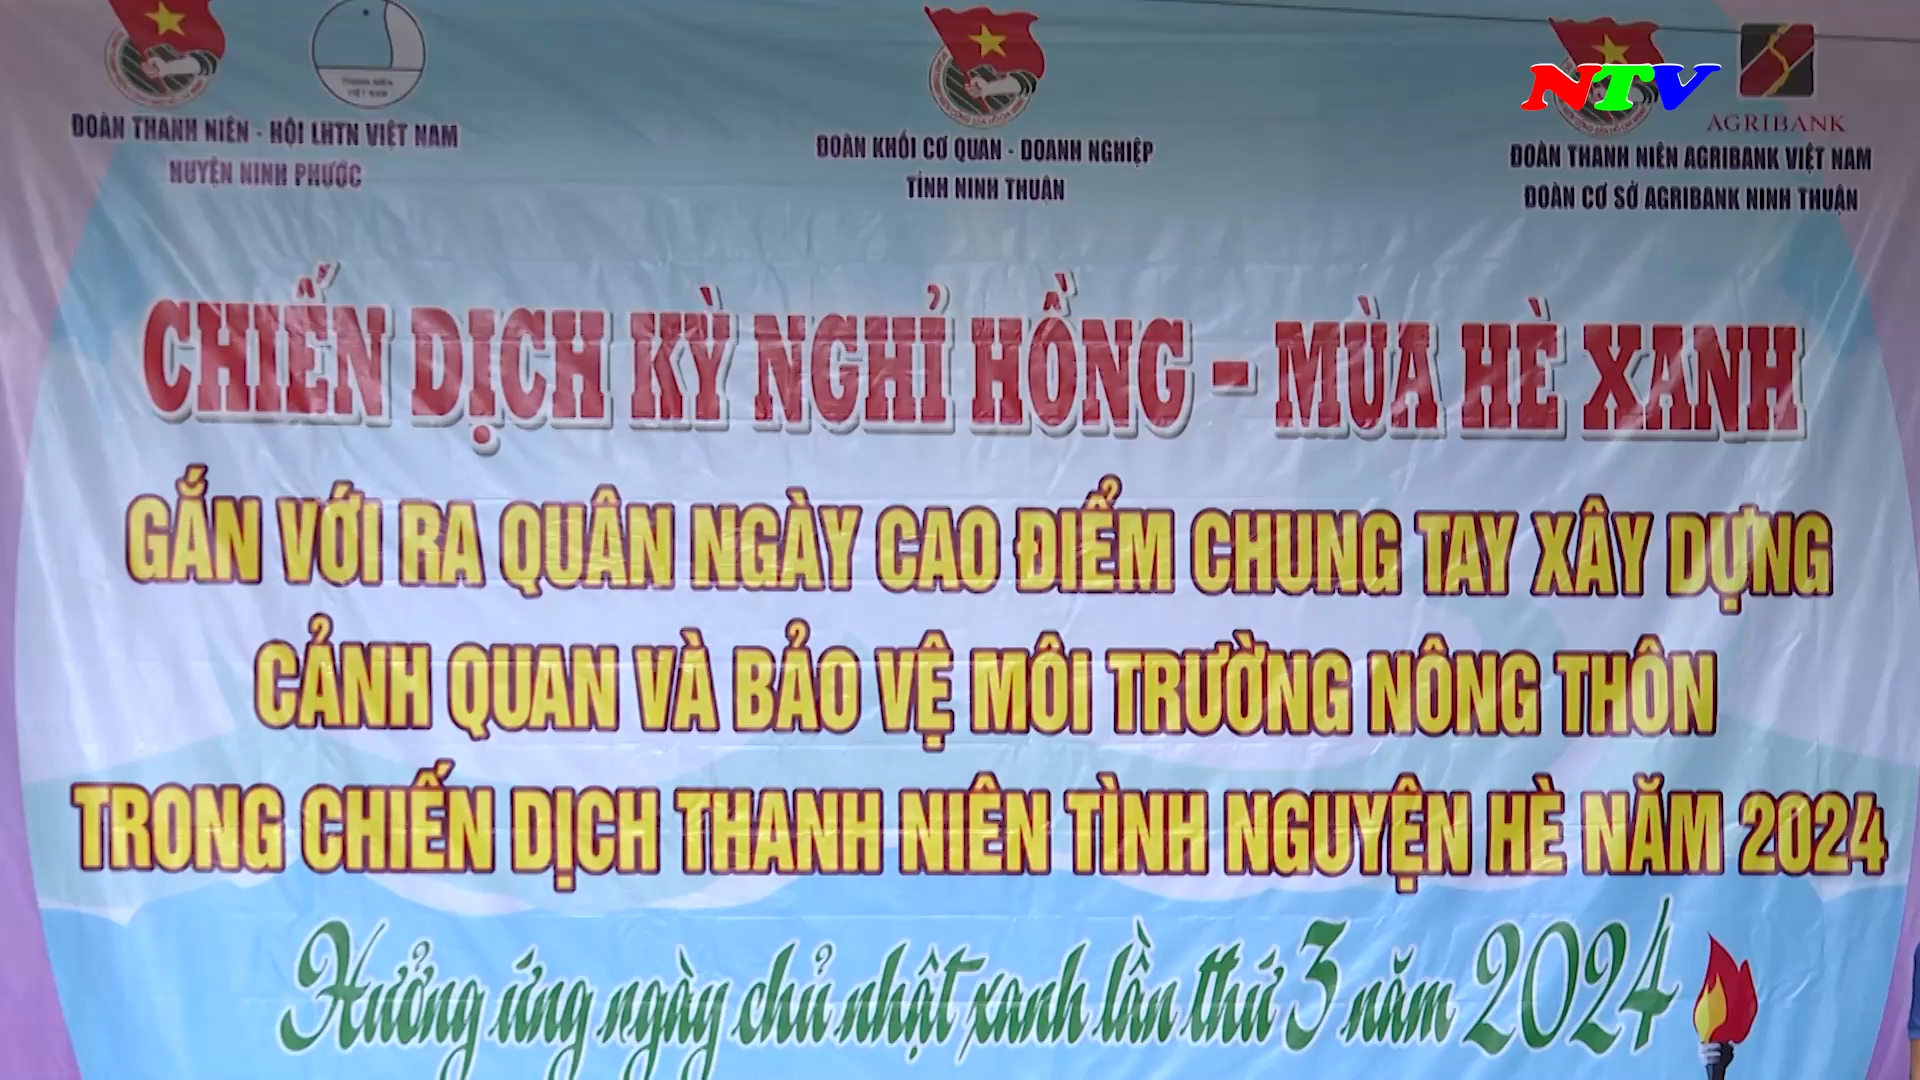 THANH NIÊN
VIỆT NAM
ĐOÀN THANH NIÊN - HỘI LHTN VIỆT NAM
HUYỆN NINH PHƯỚC
ĐOÀN KHỐI CƠ QUAN - DOANH NGHIỆP
TỈNH NINH THUẬN
NTV
AGRIBANK
ĐOÀN THANH NIÊN AGRIBANK VIỆT NAM
ĐOÀN CƠ SỞ AGRIBANK NINH THUẬN
CHIẾN DỊCH KỲ NGHỈ HỒNG - MÙA HÈ XANH
GẮN VỚI RA QUÂN NGÀY CAO ĐIỂM CHUNG TAY XÂY DỰNG
CẢNH QUAN VÀ BẢO VỆ MÔI TRƯỜNG NÔNG THÔN
TRONG CHIẾN DỊCH THANH NIÊN TÌNH NGUYỆN HÈ NĂM 2024
Hưởng ứng ngày chủ nhật xanh lần thứ 3 năm 2024